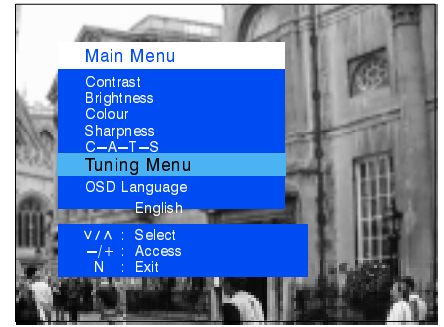 Main Menu
Contrast
Brightness
Colour
Sharpness
C–A–T–S
Tuning Menu
OSD Language
English
∨/∧ : Select
–/+ : Access
N : Exit